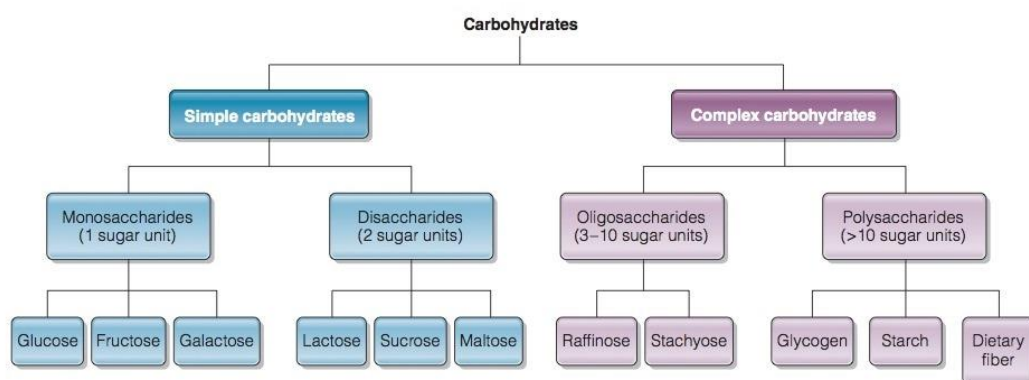 Carbohydrates
Simple carbohydrates
Complex carbohydrates
Monosaccharides
(1 sugar unit)
Disaccharides
(2 sugar units)
Oligosaccharides
(3–10 sugar units)
Polysaccharides
(>10 sugar units)
Glucose
Fructose
Galactose
Lactose
Sucrose
Maltose
Raffinose
Stachyose
Glycogen
Starch
Dietary
fiber